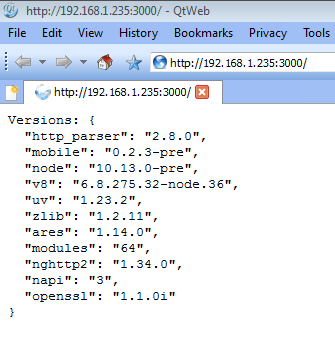 http://192.168.1.235:3000/ - QtWeb
File Edit View History Bookmarks Privacy Tools
http://192.168.1.235:3000/
http://192.168.1.235:3000/
Versions: {
  "http_parser": "2.8.0",
  "mobile": "0.2.3-pre",
  "node": "10.13.0-pre",
  "v8": "6.8.275.32-node.36",
  "uv": "1.23.2",
  "zlib": "1.2.11",
  "ares": "1.14.0",
  "modules": "64",
  "nghttp2": "1.34.0",
  "napi": "3",
  "openssl": "1.1.0i"
}